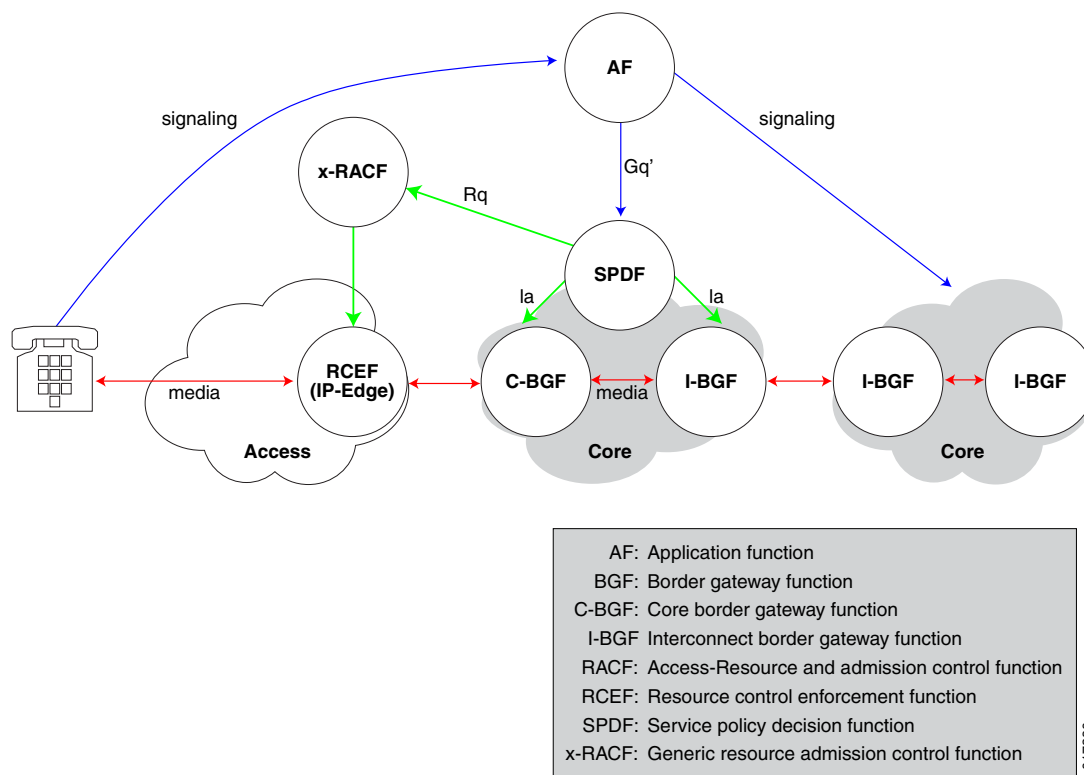 AF
signaling
signaling
x-RACF
Gq’
Rq
SPDF
Ia
Ia
RCEF
(IP-Edge)
C-BGF
I-BGF
I-BGF
I-BGF
media
media
Access
Core
Core
AF: Application function
BGF: Border gateway function
C-BGF: Core border gateway function
I-BGF Interconnect border gateway function
RACF: Access-Resource and admission control function
RCEF: Resource control enforcement function
SPDF: Service policy decision function
x-RACF: Generic resource admission control function